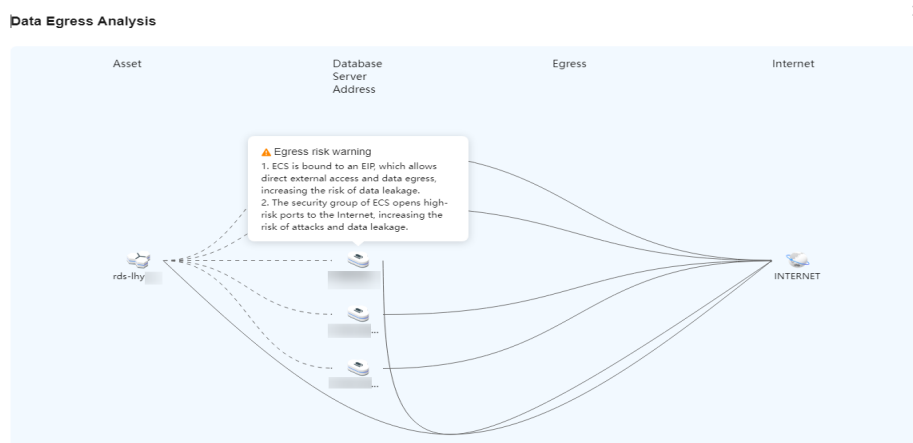 Data Egress Analysis
Asset
Database
Server
Address
Egress
Internet
Egress risk warning
1. ECS is bound to an EIP, which allows
direct external access and data egress,
increasing the risk of data leakage.
2. The security group of ECS opens high-
risk ports to the Internet, increasing the
risk of attacks and data leakage.
rds-lhy
INTERNET
...
...